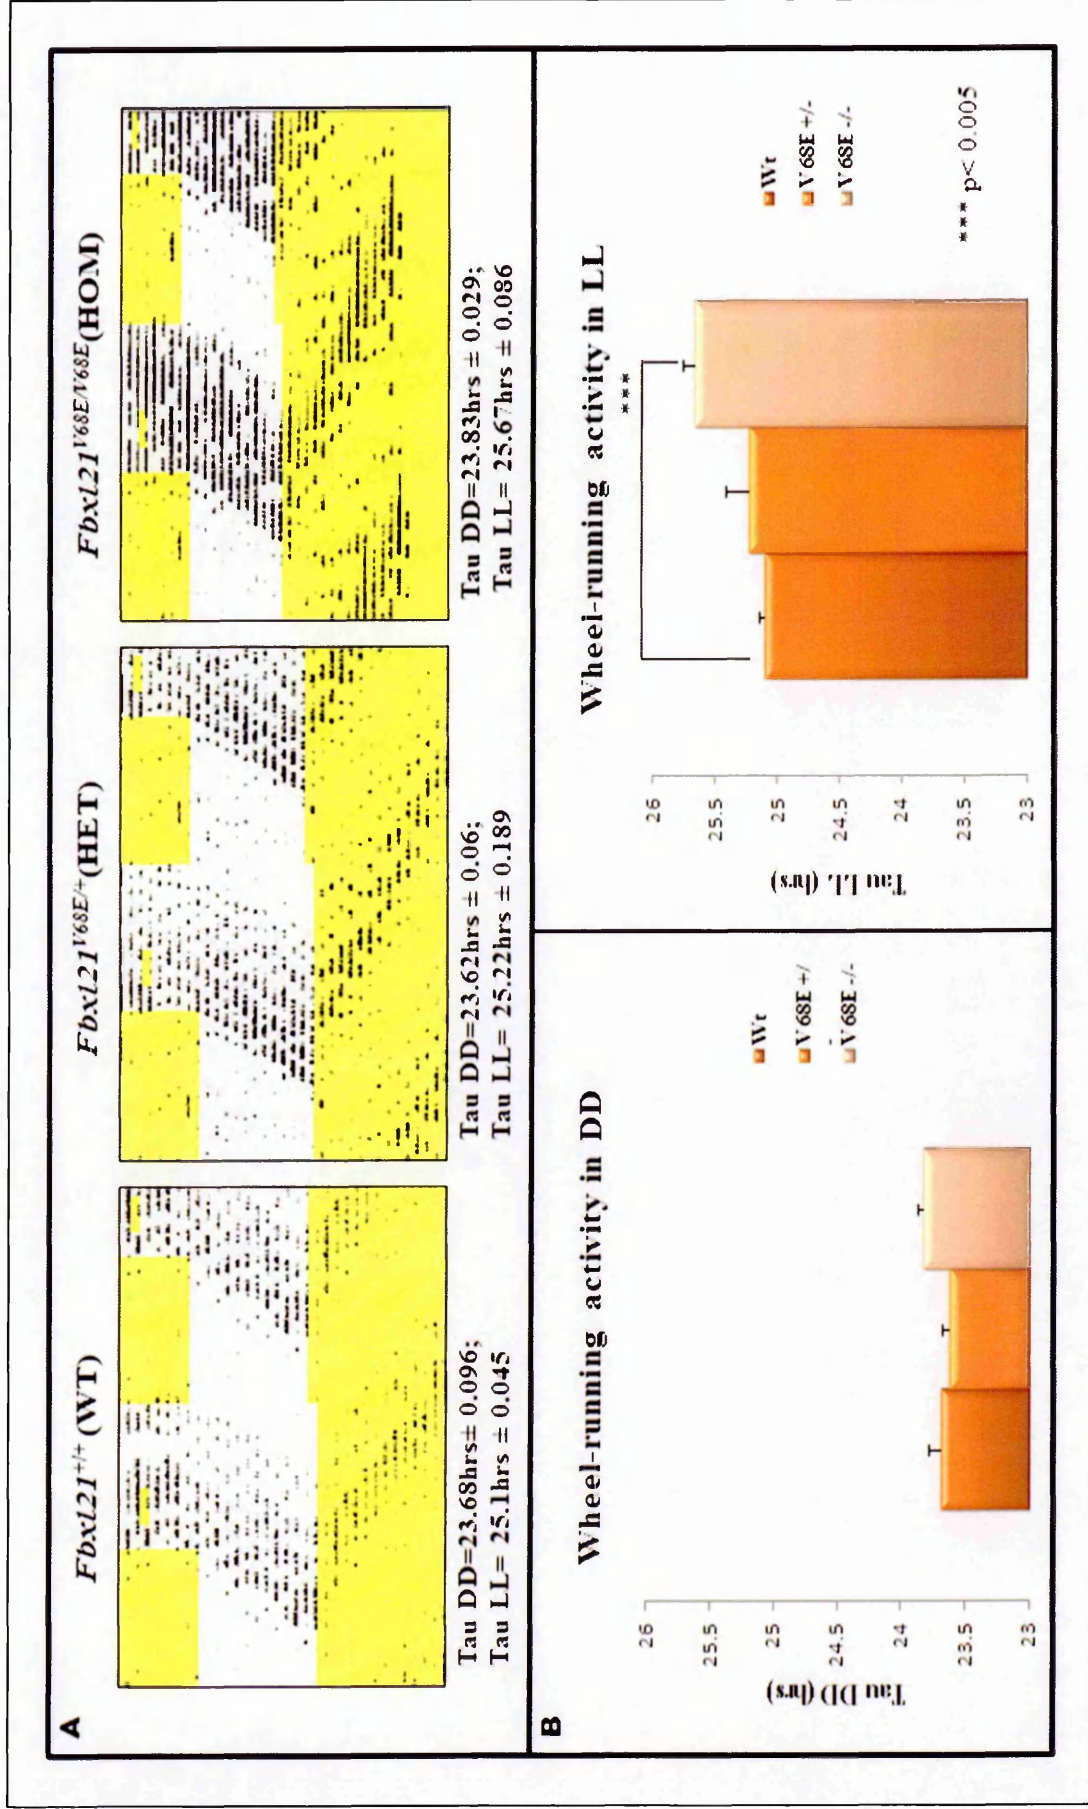 A
Fbxl21+/+ (WT)
Fbxl21V68E/+(HET)
Fbxl21V68E/V68E(HOM)
Tau DD=23.68hrs± 0.096;
Tau LL= 25.1hrs ± 0.045
Tau DD=23.62hrs ± 0.06;
Tau LL= 25.22hrs ± 0.189
Tau DD=23.83hrs ± 0.029;
Tau LL= 25.67hrs ± 0.086
B
Wheel-running activity in DD
Tau DD (hrs)
26
25.5
25
24.5
24
23.5
23
Wt
V 68E +/
V 68E -/-
Wheel-running activity in LL
Tau LL (hrs)
26
25.5
25
24.5
24
23.5
23
***
Wt
V 68E +/-
V 68E -/-
*** p< 0.005